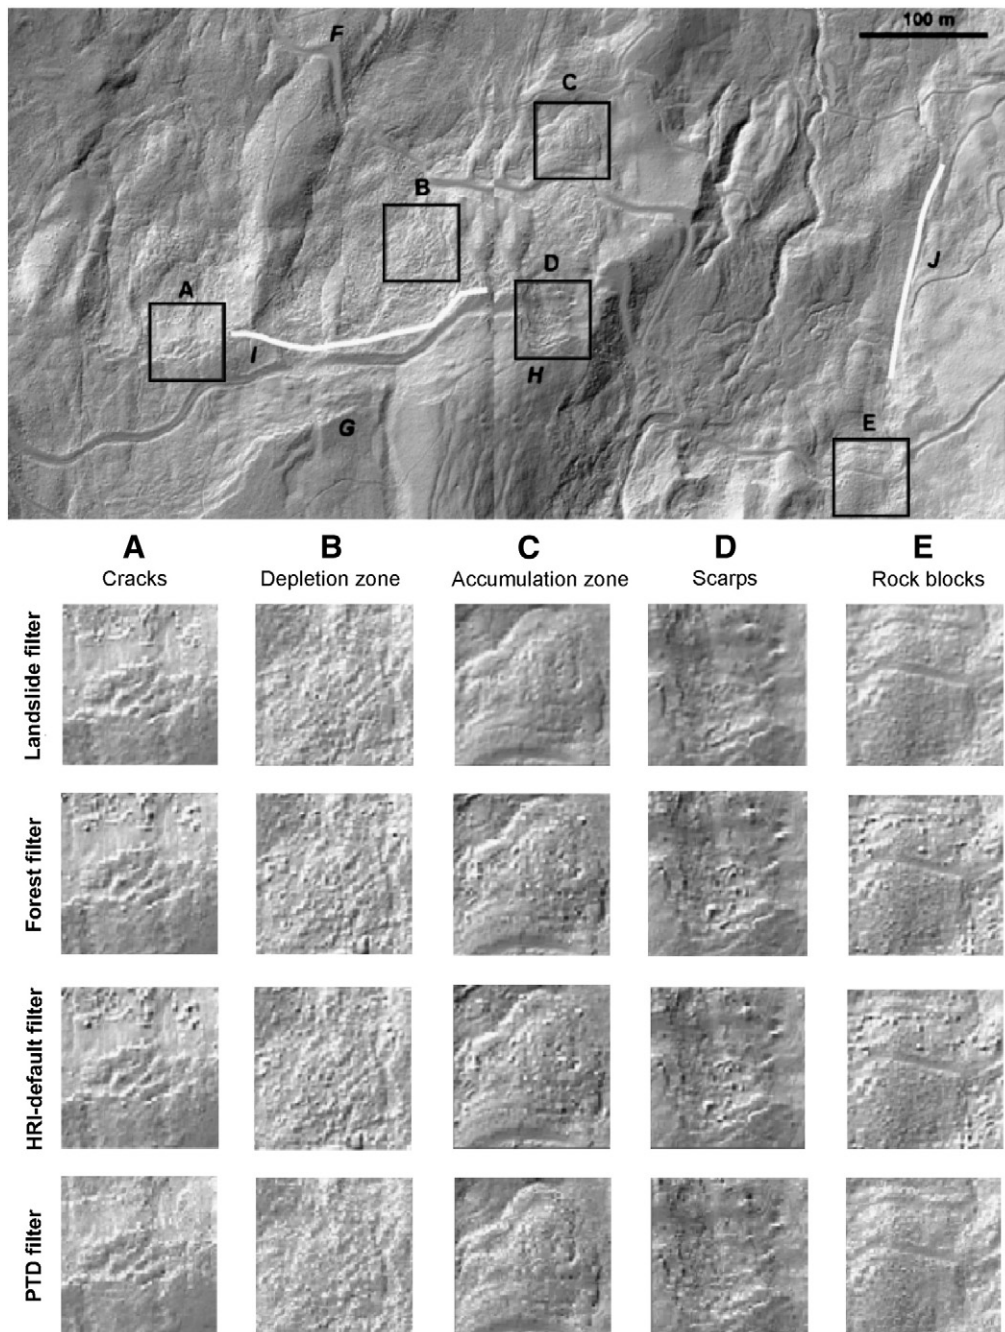 100 m
F
C
B
A
D
J
I
H
G
E
A B C D E
Cracks Depletion zone Accumulation zone Scarps Rock blocks
Landslide filter
Forest filter
HRI-default filter
PTD filter